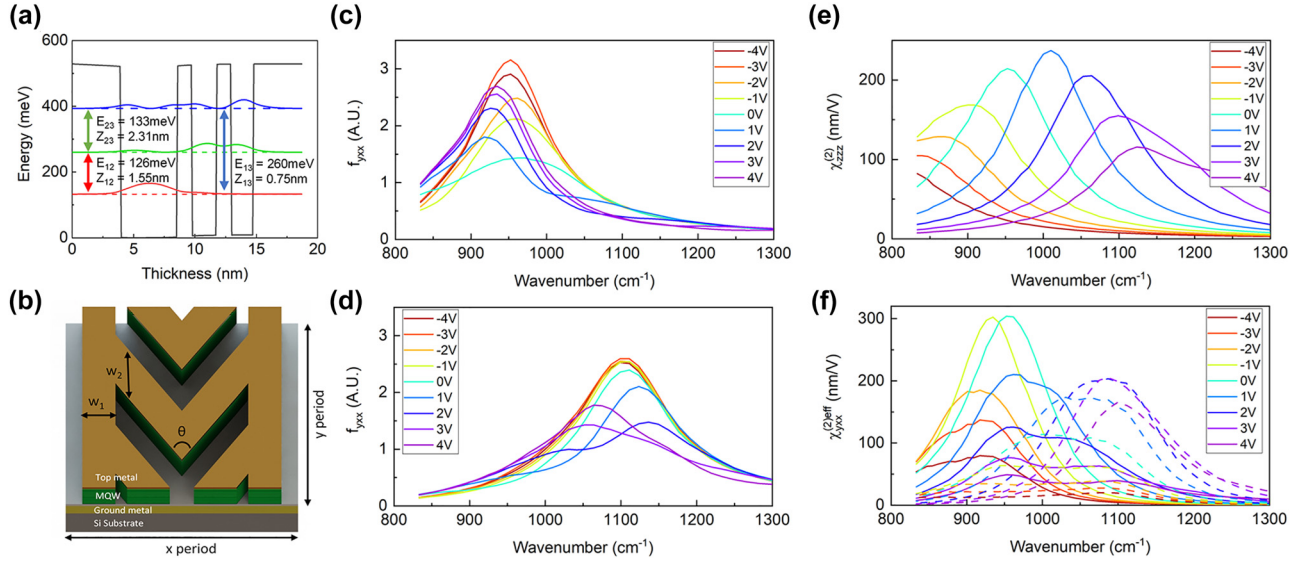 (a)
600
400
200
0
Energy (meV)
E23 = 133meV
Z23 = 2.31nm
E12 = 126meV
Z12 = 1.55nm
E13 = 260meV
Z13 = 0.75nm
0 5 10 15 20
Thickness (nm)
(b)
w2
w1
θ
Top metal
MQW
Ground metal
Si Substrate
x period
y period
(c)
4
3
2
1
0
fyxx (A.U.)
-4V
-3V
-2V
-1V
0V
1V
2V
3V
4V
800 900 1000 1100 1200 1300
Wavenumber (cm-1)
(d)
4
3
2
1
0
fyxx (A.U.)
-4V
-3V
-2V
-1V
0V
1V
2V
3V
4V
800 900 1000 1100 1200 1300
Wavenumber (cm-1)
(e)
200
100
0
χ(2)zzz (nm/V)
-4V
-3V
-2V
-1V
0V
1V
2V
3V
4V
800 900 1000 1100 1200 1300
Wavenumber (cm-1)
(f)
300
200
100
0
χ(2)effyxx (nm/V)
-4V
-3V
-2V
-1V
0V
1V
2V
3V
4V
800 900 1000 1100 1200 1300
Wavenumber (cm-1)